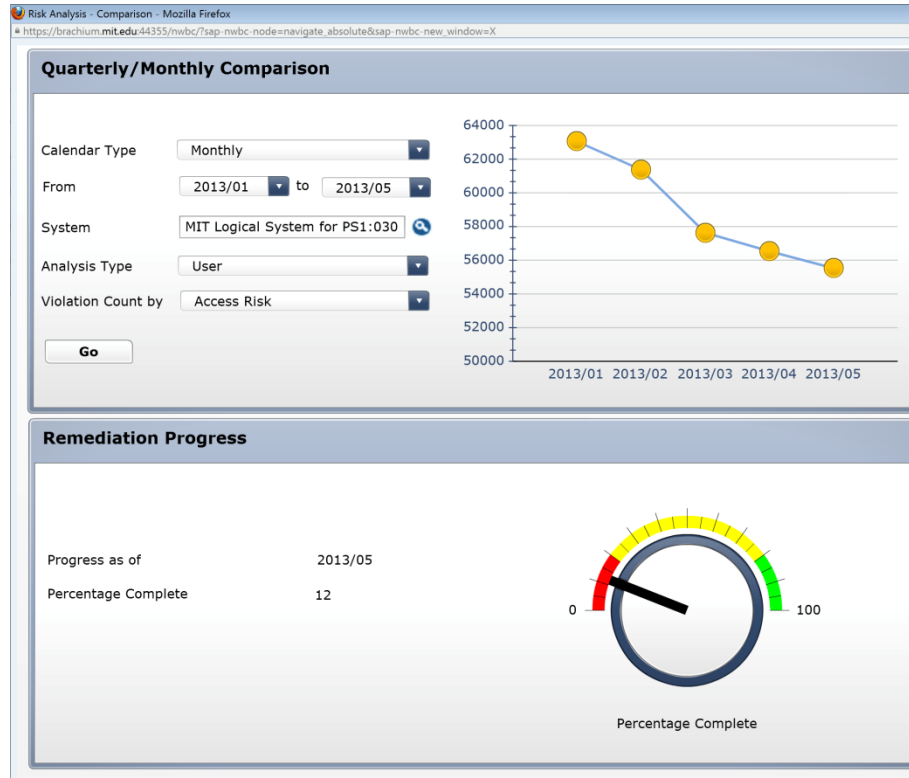 Risk Analysis - Comparison - Mozilla Firefox
https://brachium.mit.edu:44355/nwbc/?sap-nwbc-node=navigate_absolute&sap-nwbc-new_window=X
Quarterly/Monthly Comparison
Calendar Type Monthly
From 2013/01 to 2013/05
System MIT Logical System for PS1:030
Analysis Type User
Violation Count by Access Risk
Go
64000
62000
60000
58000
56000
54000
52000
50000
2013/01 2013/02 2013/03 2013/04 2013/05
Remediation Progress
Progress as of 2013/05
Percentage Complete 12
0 100
Percentage Complete